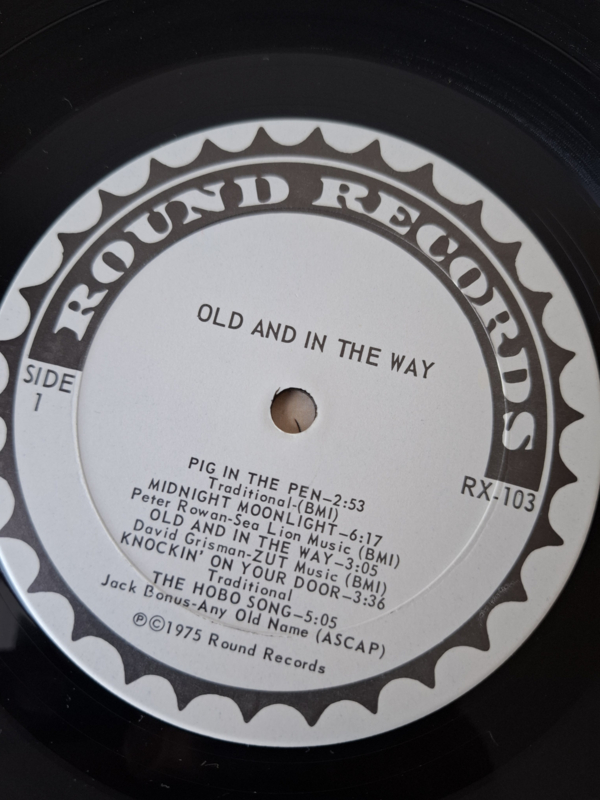 ROUND RECORDS
OLD AND IN THE WAY
SIDE
1
RX-103
PIG IN THE PEN—2:53
Traditional-(BMI)
MIDNIGHT MOONLIGHT—6:17
Peter Rowan-Sea Lion Music (BMI)
OLD AND IN THE WAY—3:05
David Grisman-ZUT Music (BMI)
KNOCKIN' ON YOUR DOOR—3:36
Traditional
THE HOBO SONG—5:05
Jack Bonus-Any Old Name (ASCAP)
℗©1975 Round Records